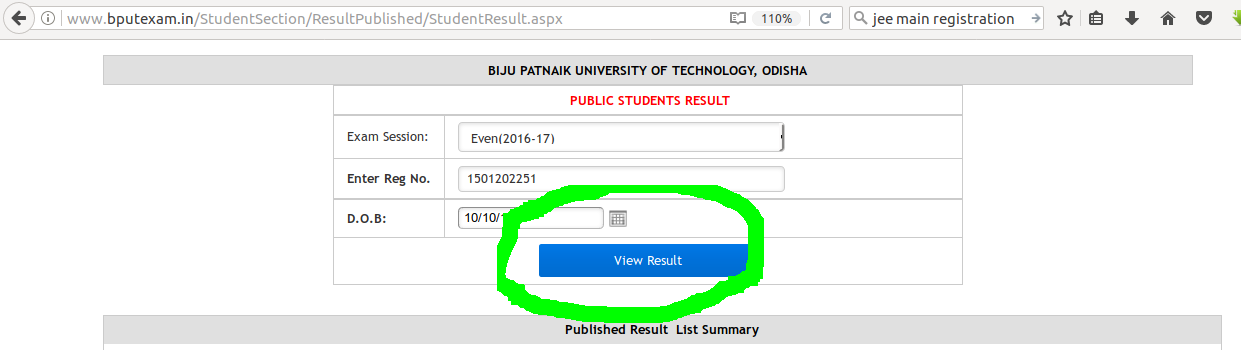 www.bputexam.in/StudentSection/ResultPublished/StudentResult.aspx 110% jee main registration
BIJU PATNAIK UNIVERSITY OF TECHNOLOGY, ODISHA
PUBLIC STUDENTS RESULT
Exam Session: Even(2016-17)
Enter Reg No. 1501202251
D.O.B: 10/10/
View Result
Published Result List Summary